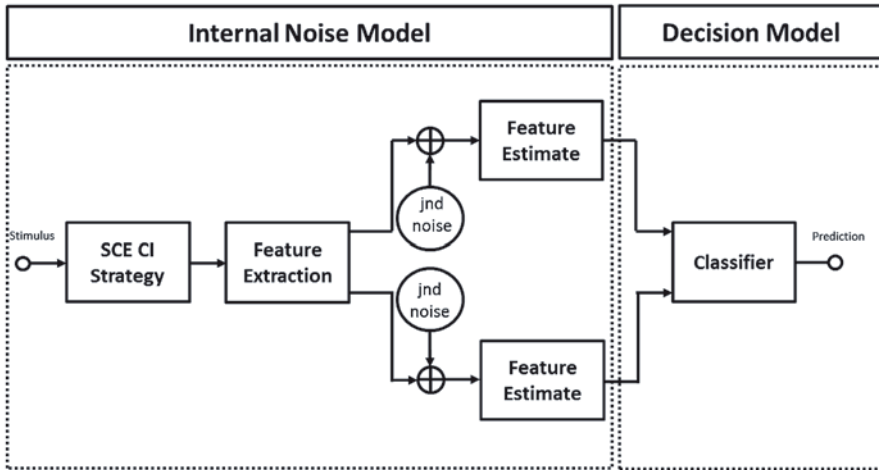 Internal Noise Model
Decision Model
Stimulus
SCE CI
Strategy
Feature
Extraction
jnd
noise
jnd
noise
Feature
Estimate
Feature
Estimate
Classifier
Prediction